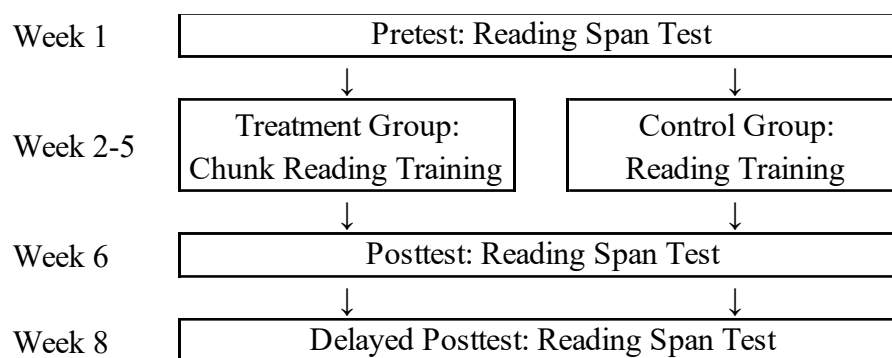 Week 1 Pretest: Reading Span Test
↓ ↓
Week 2-5 Treatment Group: Control Group:
Chunk Reading Training Reading Training
↓ ↓
Week 6 Posttest: Reading Span Test
↓ ↓
Week 8 Delayed Posttest: Reading Span Test